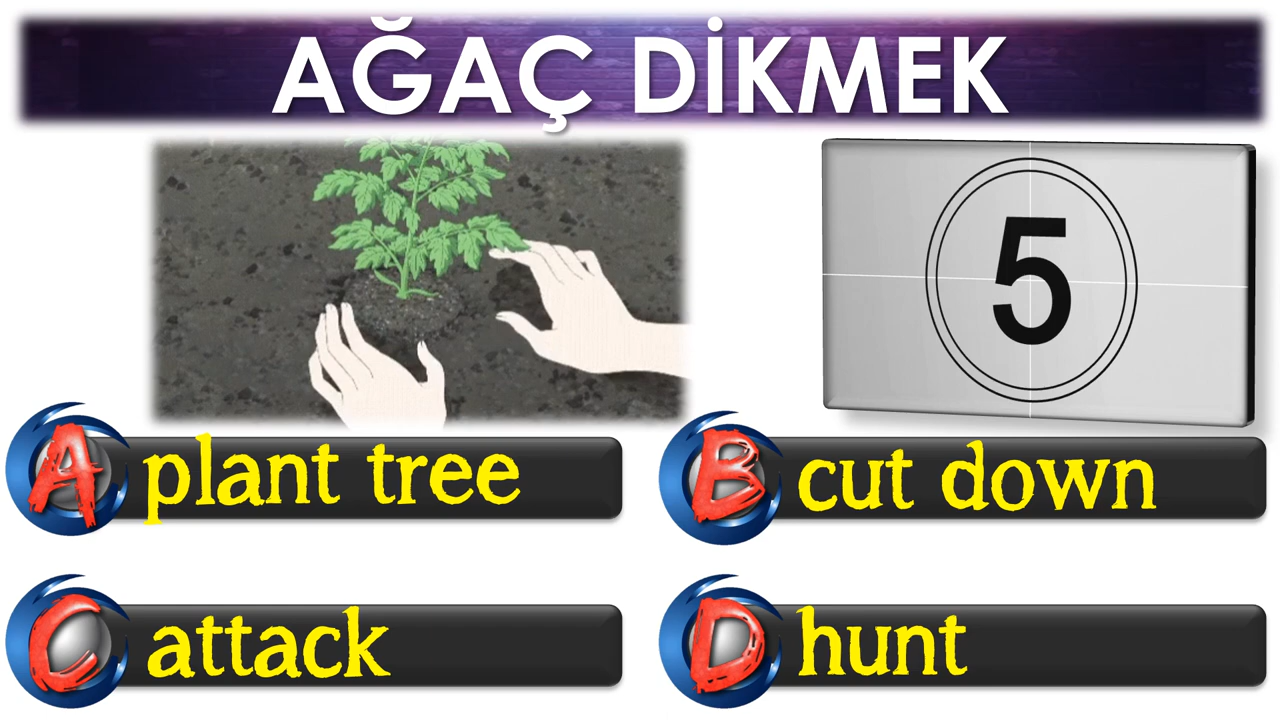 AĞAÇ DİKMEK
5
A plant tree
B cut down
C attack
D hunt